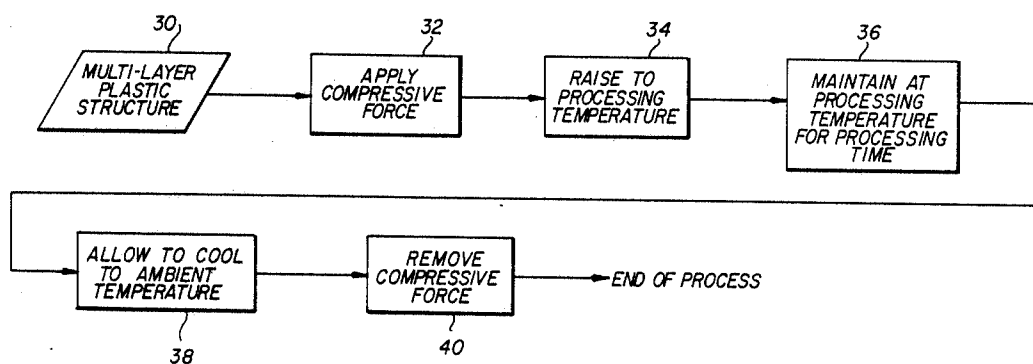 30
MULTI-LAYER
PLASTIC
STRUCTURE
32
APPLY
COMPRESSIVE
FORCE
34
RAISE TO
PROCESSING
TEMPERATURE
36
MAINTAIN AT
PROCESSING
TEMPERATURE
FOR PROCESSING
TIME
ALLOW TO COOL
TO AMBIENT
TEMPERATURE
38
REMOVE
COMPRESSIVE
FORCE
40
END OF PROCESS